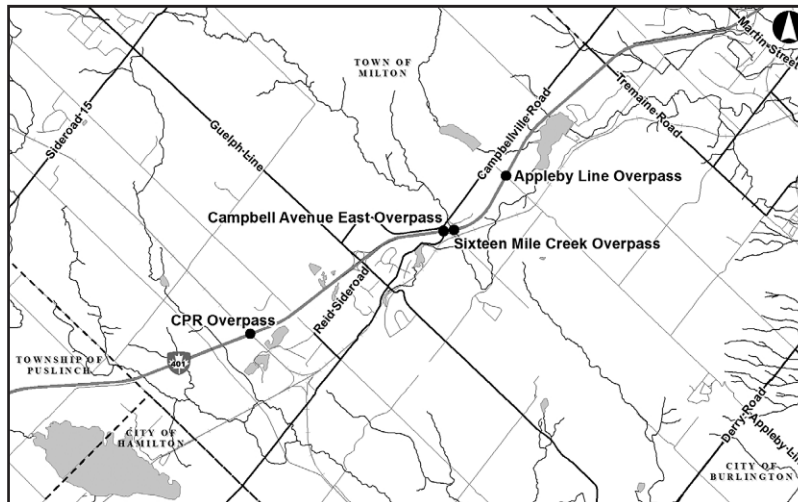 Martin Street
TOWN OF
MILTON
Tremaine Road
Sideroad 15
Guelph Line
Campbellville Road
Appleby Line Overpass
Campbell Avenue East Overpass
Sixteen Mile Creek Overpass
Reid Sideroad
CPR Overpass
TOWNSHIP OF
PUSLINCH
401
CITY OF
HAMILTON
Derry Road
Appleby Li
CITY OF
BURLINGTON